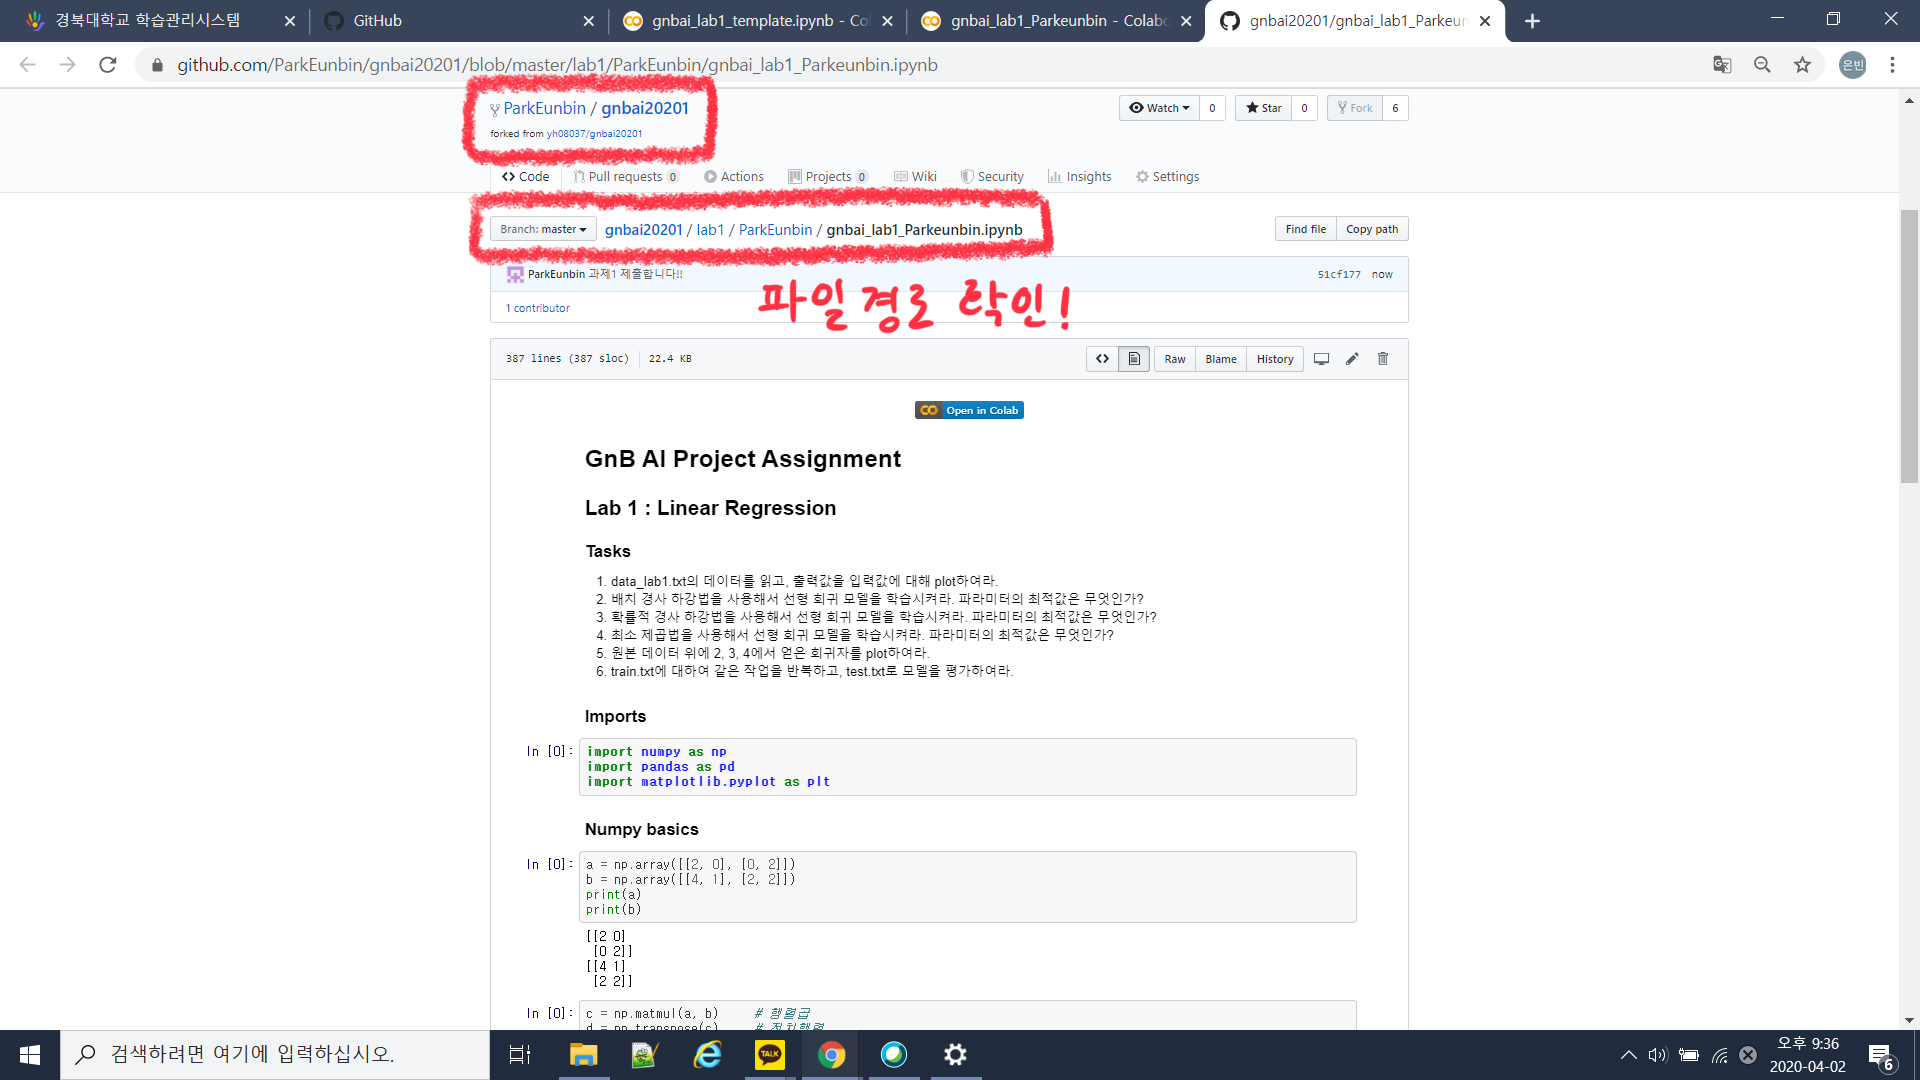 경북대학교 학습관리시스템
GitHub
gnbai_lab1_template.ipynb - Co
gnbai_lab1_Parkeunbin - Colabo
gnbai20201/gnbai_lab1_Parkeun
github.com/ParkEunbin/gnbai20201/blob/master/lab1/ParkEunbin/gnbai_lab1_Parkeunbin.ipynb
은빈
ParkEunbin / gnbai20201
Watch 0 Star 0 Fork 6
forked from yh08037/gnbai20201
Code Pull requests 0 Actions Projects 0 Wiki Security Insights Settings
Branch: master gnbai20201 / lab1 / ParkEunbin / gnbai_lab1_Parkeunbin.ipynb Find file Copy path
ParkEunbin 과제1 제출합니다!! 51cf177 now
파일경로 확인!
1 contributor
387 lines (387 sloc) 22.4 KB Raw Blame History
Open in Colab
GnB AI Project Assignment
Lab 1 : Linear Regression
Tasks
1. data_lab1.txt의 데이터를 읽고, 출력값을 입력값에 대해 plot하여라.
2. 배치 경사 하강법을 사용해서 선형 회귀 모델을 학습시켜라. 파라미터의 최적값은 무엇인가?
3. 확률적 경사 하강법을 사용해서 선형 회귀 모델을 학습시켜라. 파라미터의 최적값은 무엇인가?
4. 최소 제곱법을 사용해서 선형 회귀 모델을 학습시켜라. 파라미터의 최적값은 무엇인가?
5. 원본 데이터 위에 2, 3, 4에서 얻은 회귀자를 plot하여라.
6. train.txt에 대하여 같은 작업을 반복하고, test.txt로 모델을 평가하여라.
Imports
In [0]: import numpy as np
import pandas as pd
import matplotlib.pyplot as plt
Numpy basics
In [0]: a = np.array([[2, 0], [0, 2]])
b = np.array([[4, 1], [2, 2]])
print(a)
print(b)
[[2 0]
[0 2]]
[[4 1]
[2 2]]
In [0]: c = np.matmul(a, b) # 행렬곱
d = np.transpose(c) # 전치행렬
검색하려면 여기에 입력하십시오.
TALK
오후 9:36
2020-04-02
6